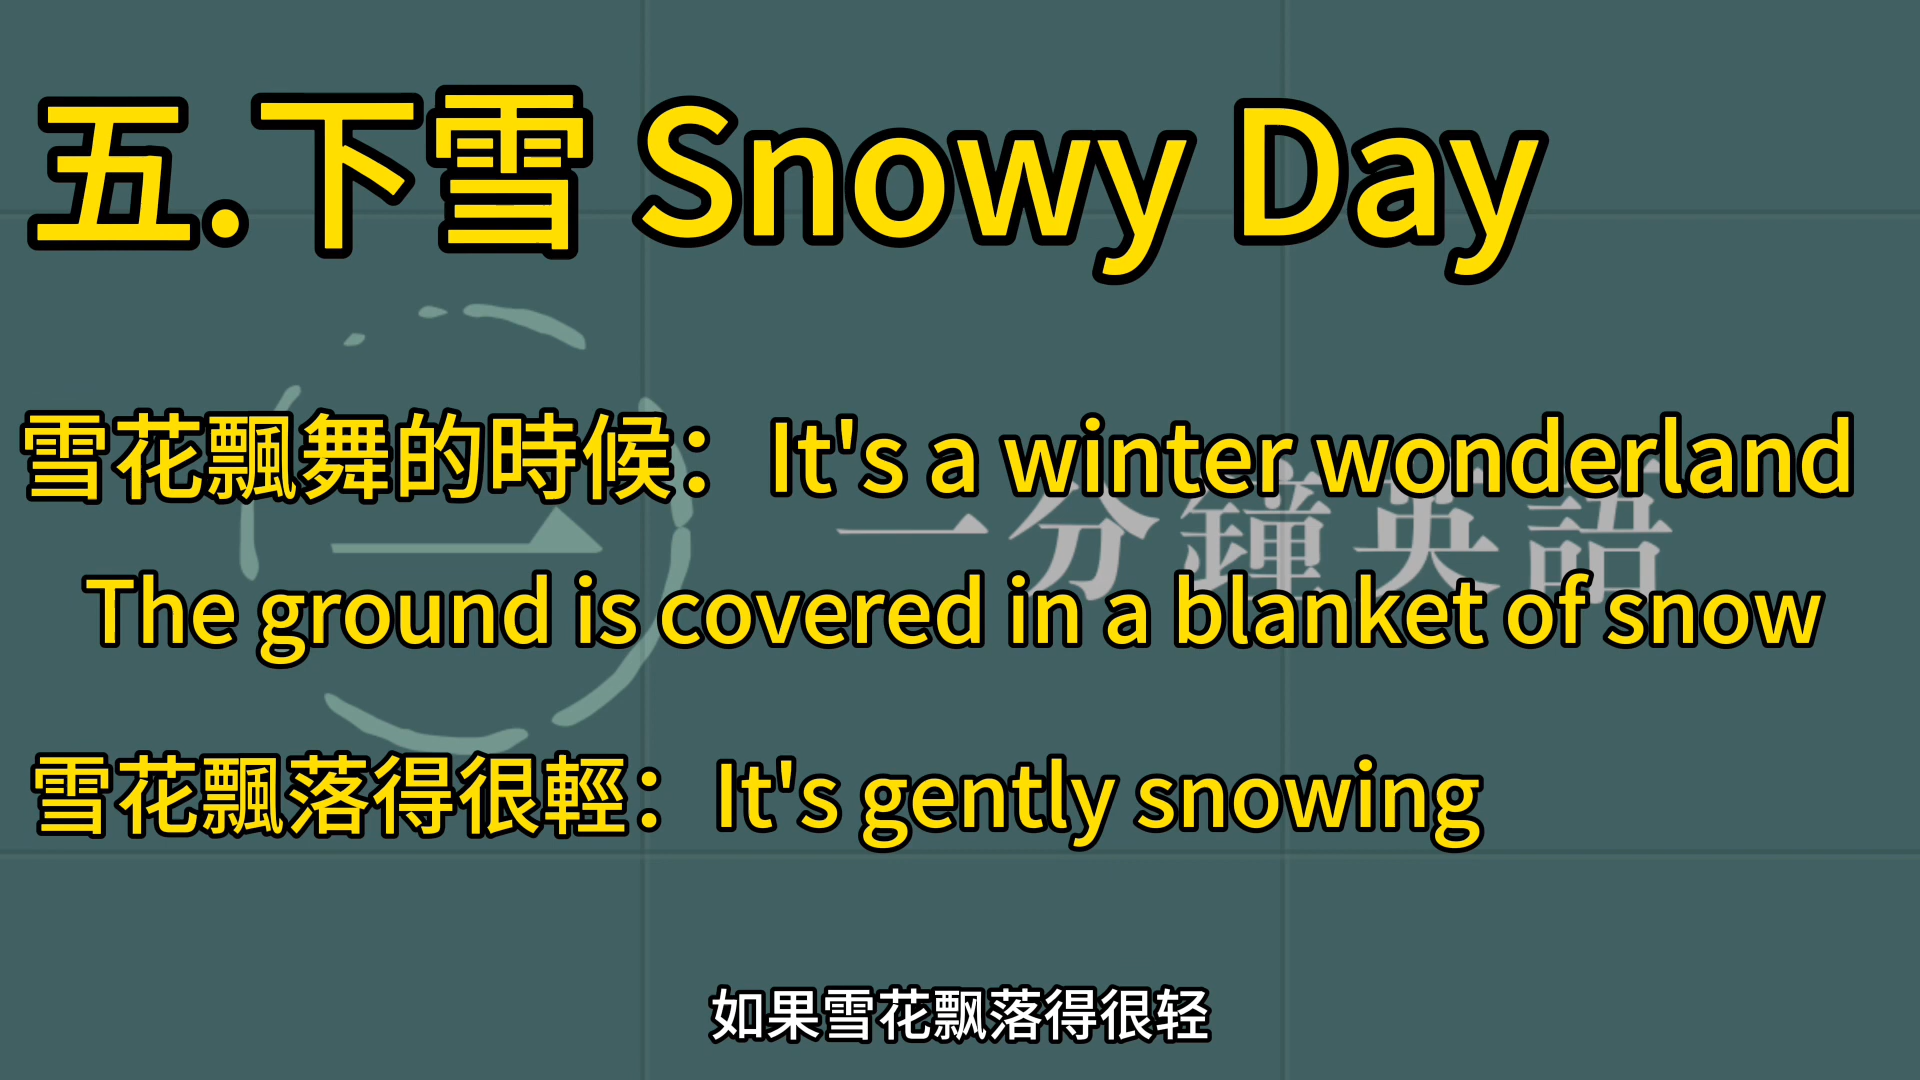 五.下雪 Snowy Day
雪花飄舞的時候：It's a winter wonderland
一分鐘英語
The ground is covered in a blanket of snow
雪花飄落得很輕：It's gently snowing
如果雪花飘落得很轻